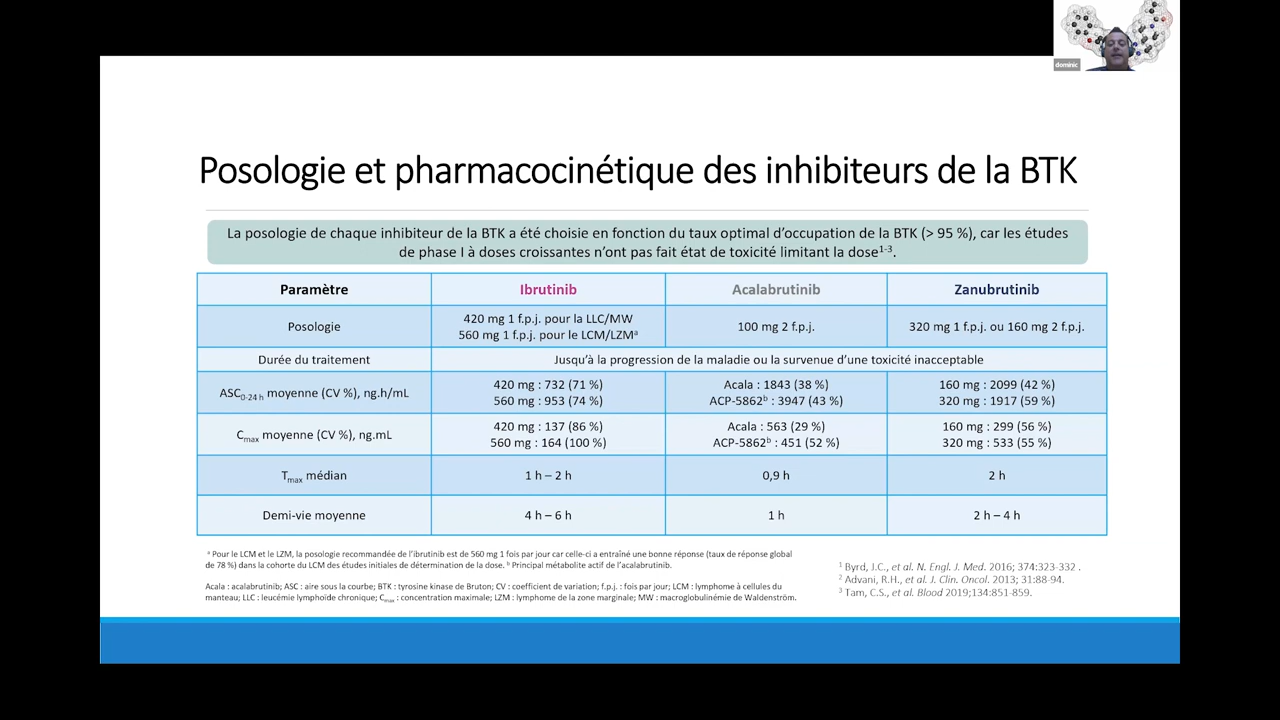 dominic
Posologie et pharmacocinétique des inhibiteurs de la BTK
La posologie de chaque inhibiteur de la BTK a été choisie en fonction du taux optimal d’occupation de la BTK (> 95 %), car les études
de phase I à doses croissantes n’ont pas fait état de toxicité limitant la dose1-3.
Paramètre Ibrutinib Acalabrutinib Zanubrutinib
Posologie
420 mg 1 f.p.j. pour la LLC/MW
560 mg 1 f.p.j. pour le LCM/LZMa
100 mg 2 f.p.j.
320 mg 1 f.p.j. ou 160 mg 2 f.p.j.
Durée du traitement
Jusqu’à la progression de la maladie ou la survenue d’une toxicité inacceptable
ASC0-24 h moyenne (CV %), ng.h/mL
420 mg : 732 (71 %)
560 mg : 953 (74 %)
Acala : 1843 (38 %)
ACP-5862b : 3947 (43 %)
160 mg : 2099 (42 %)
320 mg : 1917 (59 %)
Cmax moyenne (CV %), ng.mL
420 mg : 137 (86 %)
560 mg : 164 (100 %)
Acala : 563 (29 %)
ACP-5862b : 451 (52 %)
160 mg : 299 (56 %)
320 mg : 533 (55 %)
Tmax médian
1 h – 2 h
0,9 h
2 h
Demi-vie moyenne
4 h – 6 h
1 h
2 h – 4 h
a Pour le LCM et le LZM, la posologie recommandée de l’ibrutinib est de 560 mg 1 fois par jour car celle-ci a entraîné une bonne réponse (taux de réponse global
de 78 %) dans la cohorte du LCM des études initiales de détermination de la dose. b Principal métabolite actif de l’acalabrutinib.
Acala : acalabrutinib; ASC : aire sous la courbe; BTK : tyrosine kinase de Bruton; CV : coefficient de variation; f.p.j. : fois par jour; LCM : lymphome à cellules du
manteau; LLC : leucémie lymphoïde chronique; Cmax : concentration maximale; LZM : lymphome de la zone marginale; MW : macroglobulinémie de Waldenström.
1 Byrd, J.C., et al. N. Engl. J. Med. 2016; 374:323-332 .
2 Advani, R.H., et al. J. Clin. Oncol. 2013; 31:88-94.
3 Tam, C.S., et al. Blood 2019;134:851-859.